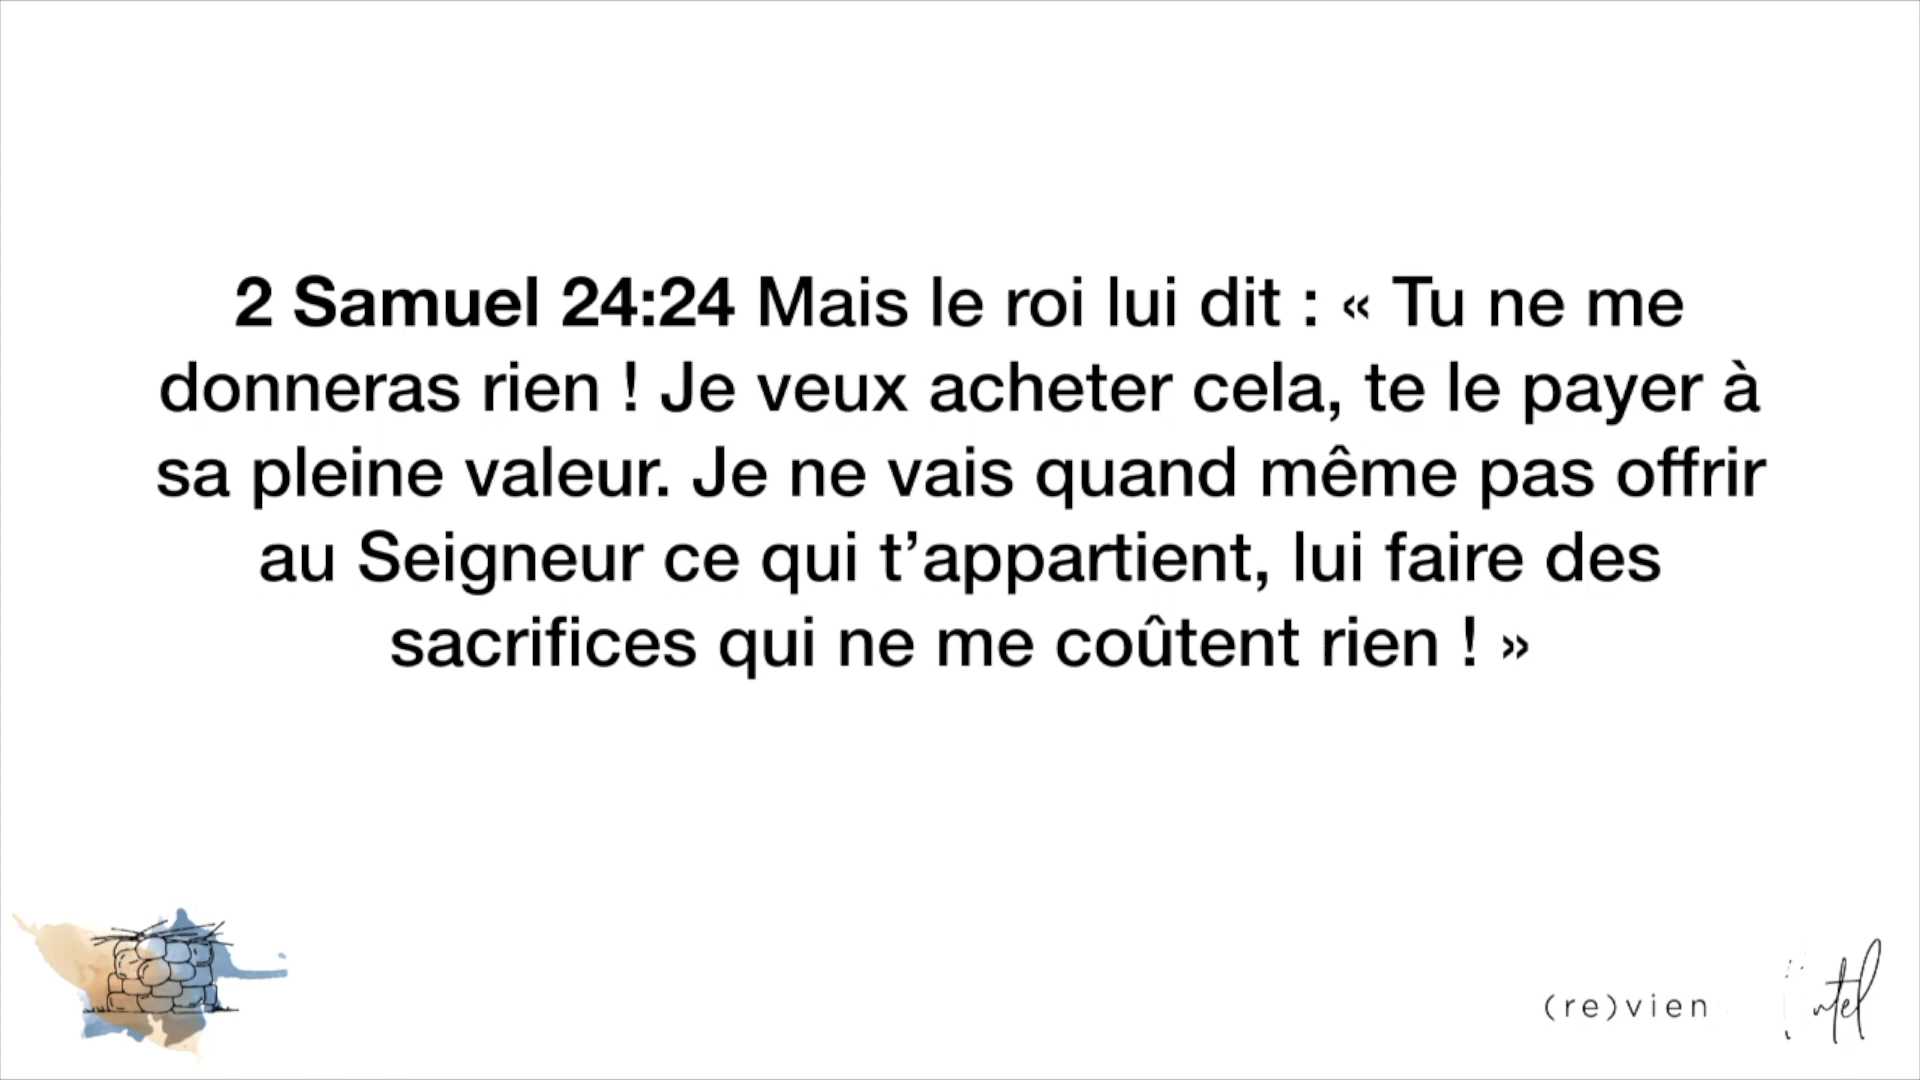 2 Samuel 24:24 Mais le roi lui dit : « Tu ne me
donneras rien ! Je veux acheter cela, te le payer à
sa pleine valeur. Je ne vais quand même pas offrir
au Seigneur ce qui t’appartient, lui faire des
sacrifices qui ne me coûtent rien ! »
(re)vien